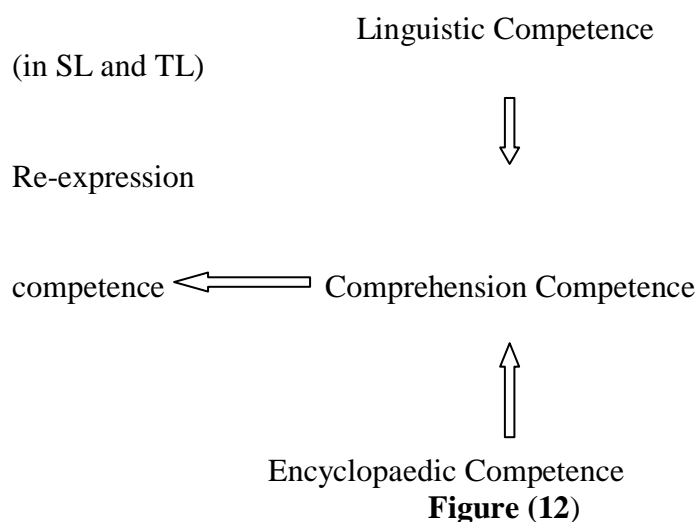 Linguistic Competence
(in SL and TL)
Re-expression
competence Comprehension Competence
Encyclopaedic Competence
Figure (12)